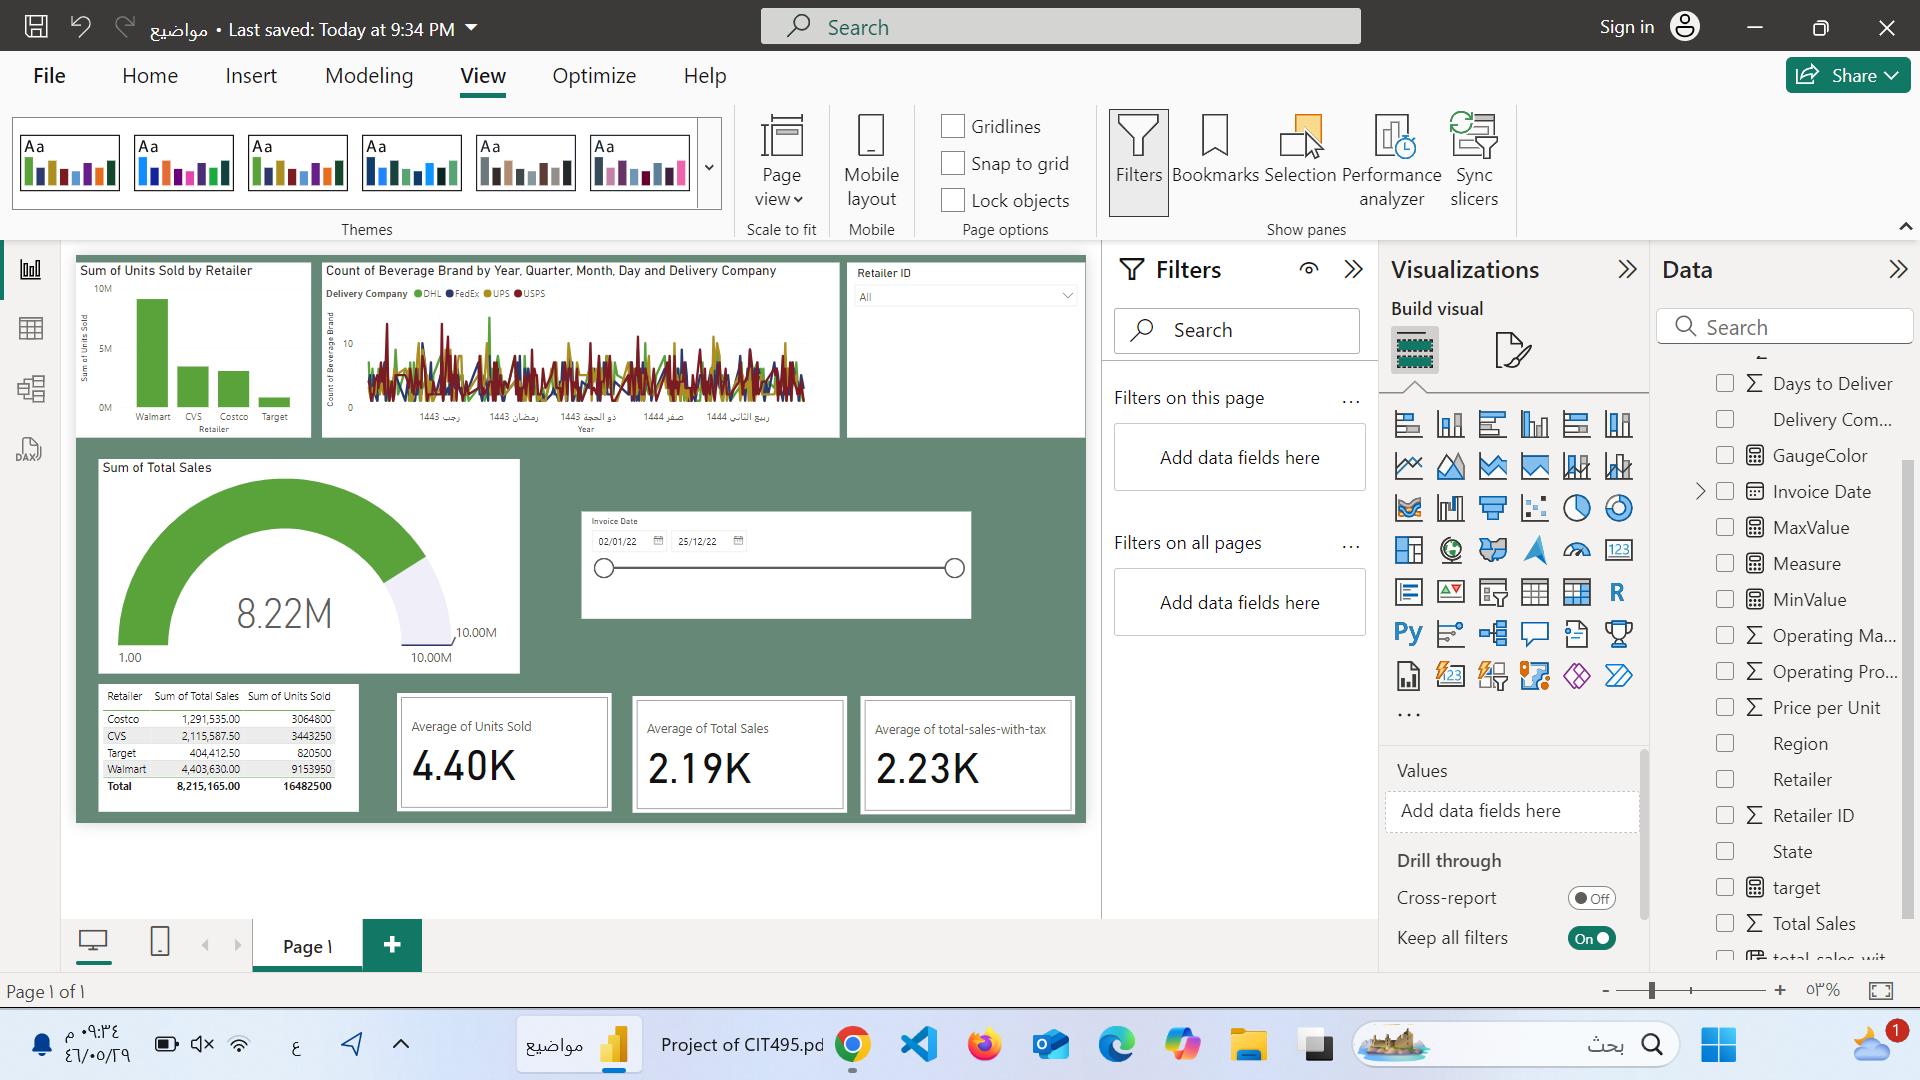 مواضيع • Last saved: Today at 9:34 PM
Search
Sign in
File
Home
Insert
Modeling
View
Optimize
Help
Share
Aa
Aa
Aa
Aa
Aa
Aa
Themes
Page view
Scale to fit
Mobile layout
Mobile
Gridlines
Snap to grid
Lock objects
Page options
Filters
Bookmarks
Selection
Performance analyzer
Sync slicers
Show panes
Sum of Units Sold by Retailer
Sum of Units Sold
10M
5M
0M
Walmart
CVS
Costco
Target
Retailer
Count of Beverage Brand by Year, Quarter, Month, Day and Delivery Company
Delivery Company DHL FedEx UPS USPS
Count of Beverage Brand
10
0
رجب 1443
رمضان 1443
ذو الحجة 1443
صفر 1444
ربيع الثاني 1444
Year
Retailer ID
All
Sum of Total Sales
8.22M
1.00
10.00M
10.00M
Invoice Date
02/01/22
25/12/22
Retailer Sum of Total Sales Sum of Units Sold
Costco 1,291,535.00 3064800
CVS 2,115,587.50 3443250
Target 404,412.50 820500
Walmart 4,403,630.00 9153950
Total 8,215,165.00 16482500
Average of Units Sold
4.40K
Average of Total Sales
2.19K
Average of total-sales-with-tax
2.23K
Filters
Search
Filters on this page ...
Add data fields here
Filters on all pages ...
Add data fields here
Visualizations
Build visual
123
R
Py
123
...
Values
Add data fields here
Drill through
Cross-report
Off
Keep all filters
On
Data
Search
Days to Deliver
Delivery Com...
GaugeColor
Invoice Date
MaxValue
Measure
MinValue
Operating Ma...
Operating Pro...
Price per Unit
Region
Retailer
Retailer ID
State
target
Total Sales
total-sales-wit
DAX
Page ١
+
Page ١ of ١
- + ٥٣%
٠٩:٣٤ م
٤٦/٠٥/٢٩
ع
مواضيع
Project of CIT495.pd
بحث
1